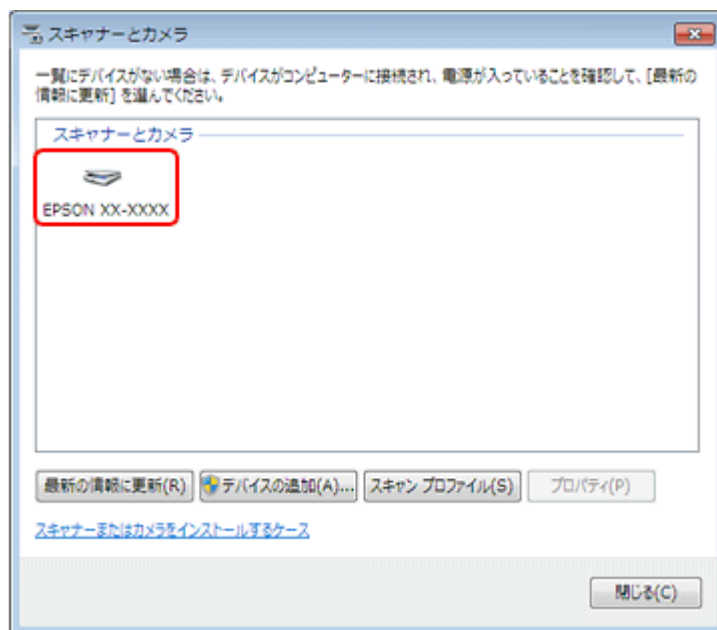 スキャナーとカメラ
一覧にデバイスがない場合は、デバイスがコンピューターに接続され、電源が入っていることを確認して、[最新の
情報に更新] を選んでください。
スキャナーとカメラ
EPSON XX-XXXX
最新の情報に更新(R) デバイスの追加(A)... スキャン プロファイル(S) プロパティ(P)
スキャナーまたはカメラをインストールするケース
閉じる(C)